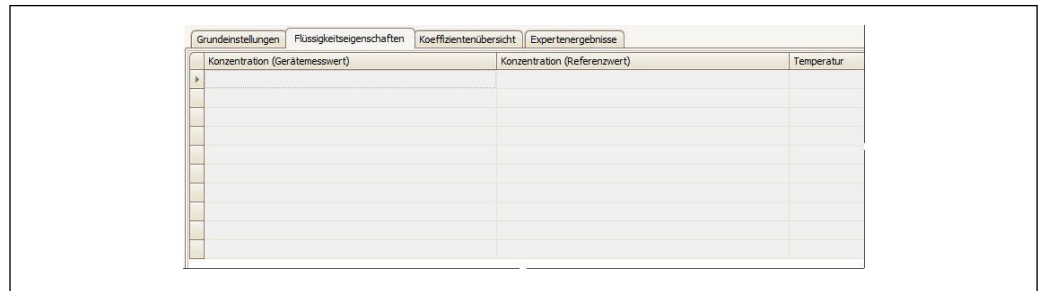 Grundeinstellungen Flüssigkeitseigenschaften Koeffizientenübersicht Expertenergebnisse
Konzentration (Gerätemesswert) Konzentration (Referenzwert) Temperatur